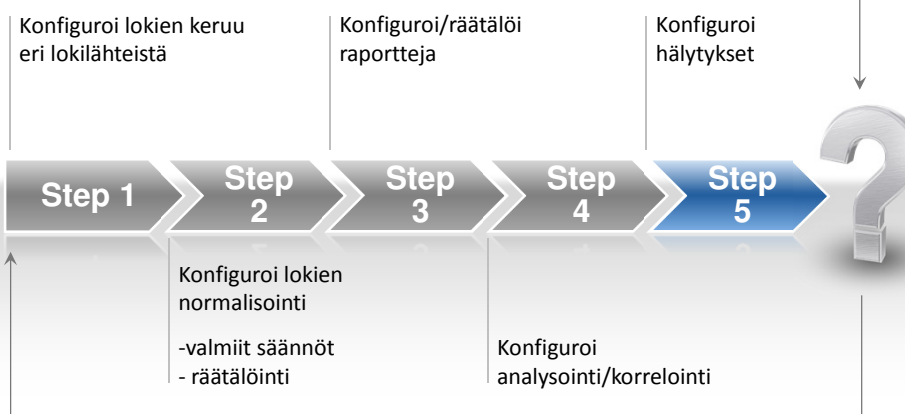 Konfiguroi lokien keruu
eri lokilähteistä
Konfiguroi/räätälöi
raportteja
Konfiguroi
hälytykset
Step 1
Step
2
Step
3
Step
4
Step
5
?
Konfiguroi lokien
normalisointi
-valmiit säännöt
- räätälöinti
Konfiguroi
analysointi/korrelointi